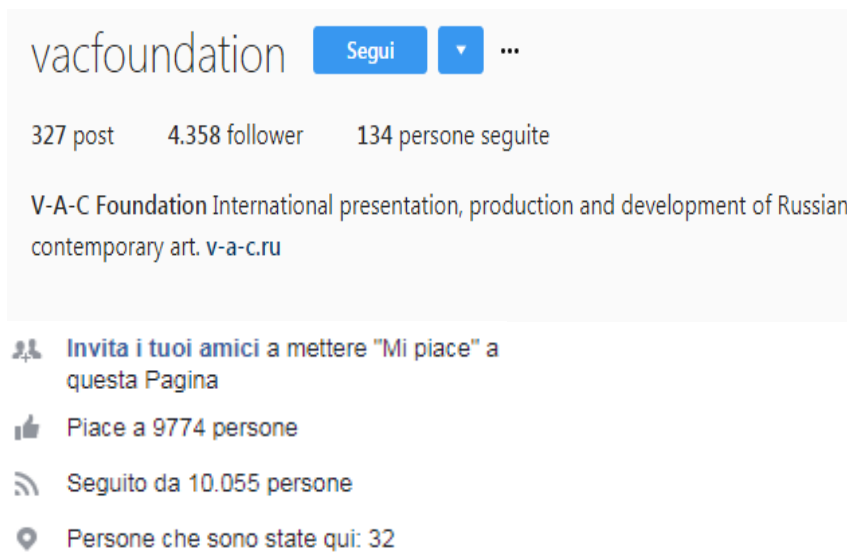 vacfoundation Segui ▼ •••
327 post 4.358 follower 134 persone seguite
V-A-C Foundation International presentation, production and development of Russian
contemporary art. v-a-c.ru
Invita i tuoi amici a mettere "Mi piace" a
questa Pagina
Piace a 9774 persone
Seguito da 10.055 persone
Persone che sono state qui: 32